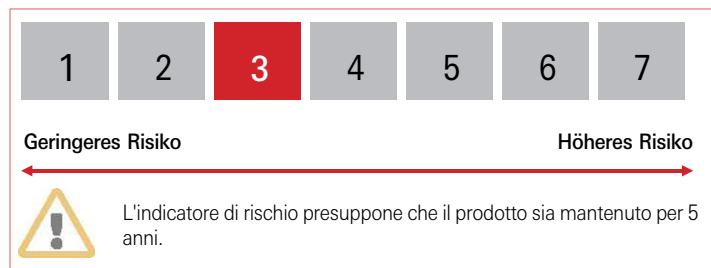 1 2 3 4 5 6 7
Geringeres Risiko Höheres Risiko
L'indicatore di rischio presuppone che il prodotto sia mantenuto per 5
anni.